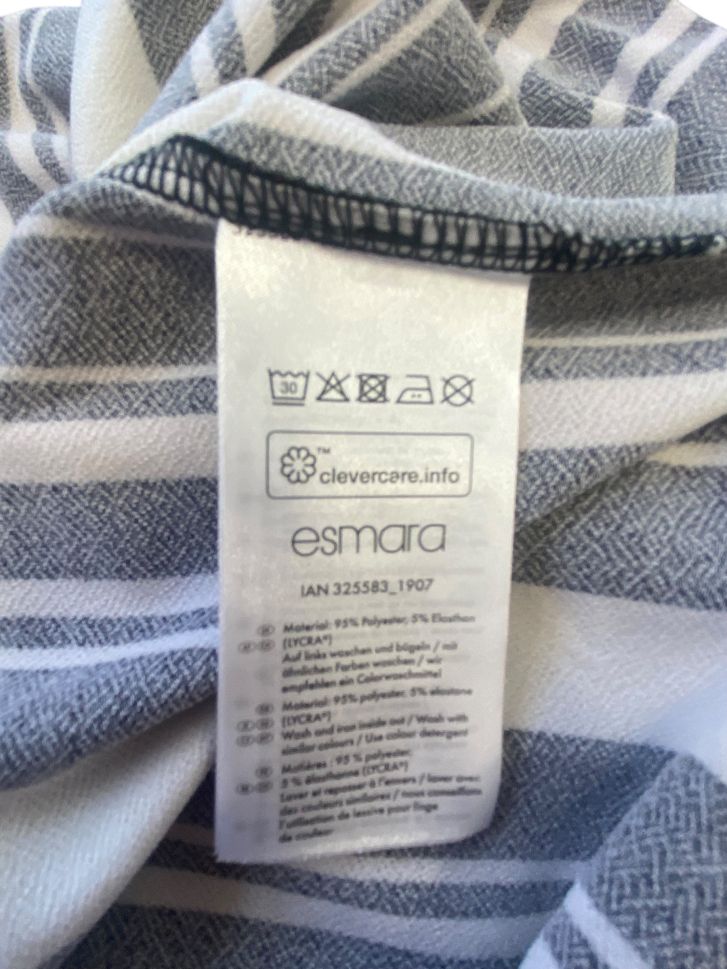 30
™
clevercare.info
esmara
IAN 325583_1907
Material: 95% Polyester, 5% Elasthan
(LYCRA®)
Auf links waschen und bügeln / mit
ähnlichen Farben waschen / wir
empfehlen ein Colorwaschmittel
Material: 95% polyester, 5% elastane
(LYCRA®)
Wash and iron inside out / Wash with
similar colours / Use colour detergent
Matières : 95 % polyester,
5 % élasthanne (LYCRA®)
Laver et repasser à l'envers / laver avec
des couleurs similaires / nous conseillons
l'utilisation de lessive pour linge
de couleur